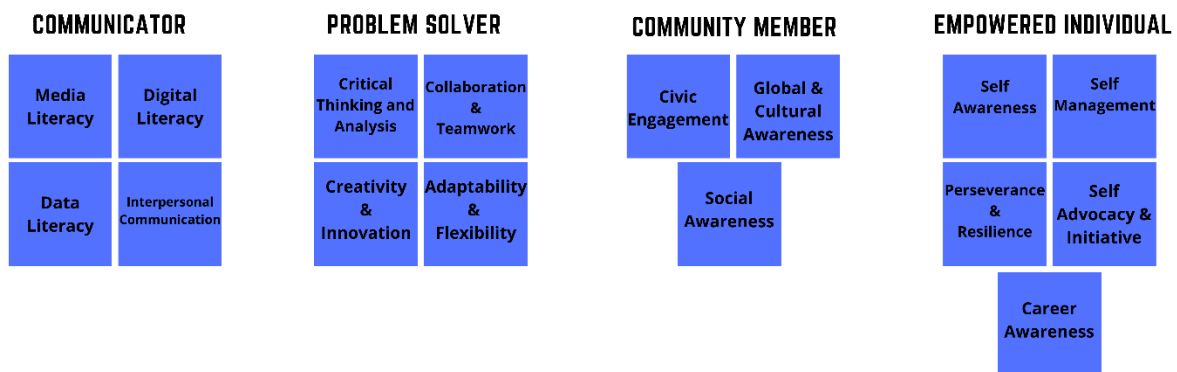 COMMUNICATOR
Media
Literacy
Digital
Literacy
Data
Literacy
Interpersonal
Communication
PROBLEM SOLVER
Critical
Thinking and
Analysis
Collaboration
&
Teamwork
Creativity
&
Innovation
Adaptability
&
Flexibility
COMMUNITY MEMBER
Civic
Engagement
Global &
Cultural
Awareness
Social
Awareness
EMPOWERED INDIVIDUAL
Self
Awareness
Self
Management
Perseverance
&
Resilience
Self
Advocacy &
Initiative
Career
Awareness